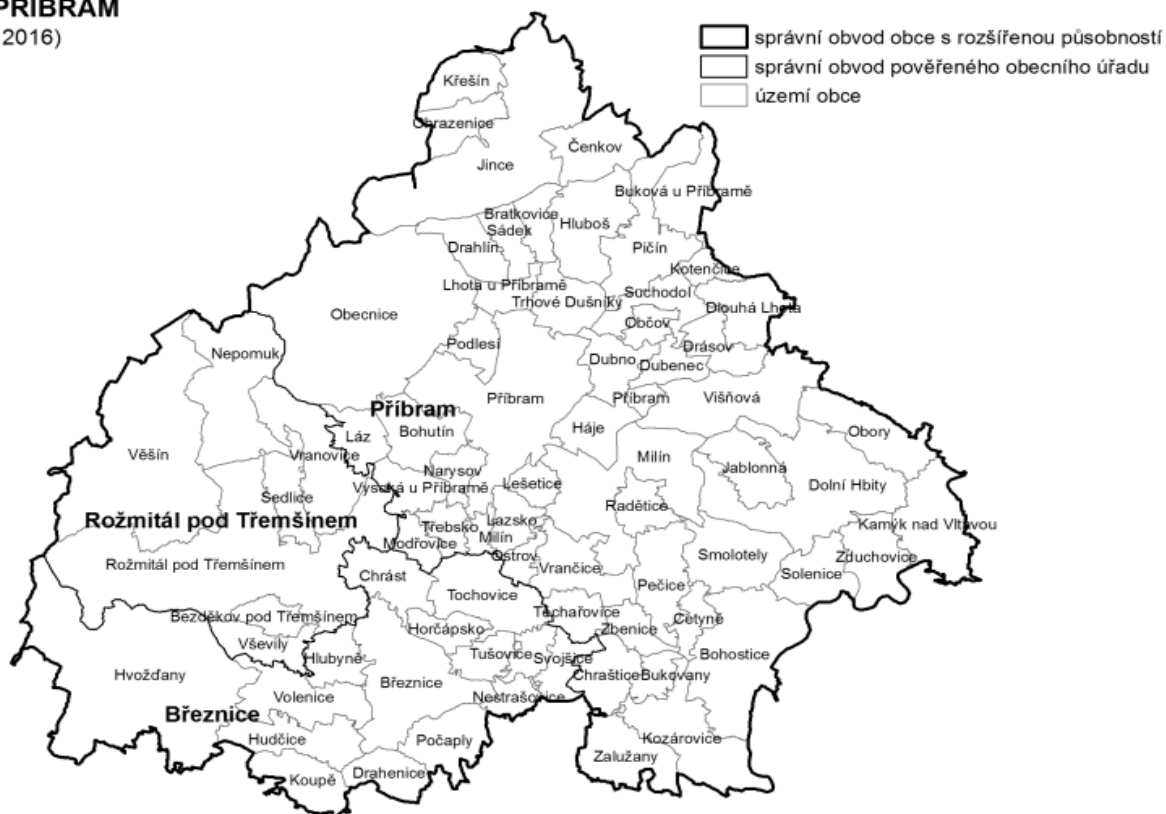 PŘÍBRAM
2016)
správní obvod obce s rozšířenou působností
správní obvod pověřeného obecního úřadu
území obce
Křešín
Ohrazenice
Čenkov
Jince
Buková u Příbramě
Bratkovice
Hluboš
Sádek
Drahlín
Pičín
Kotenčice
Lhota u Příbramě
Suchodol
Trhové Dušníky
Dlouhá Lhota
Obecnice
Občov
Podlesí
Drásov
Nepomuk
Dubno
Dubenec
Příbram
Příbram
Višňová
Příbram
Háje
Bohutín
Obory
Láz
Věšín
Vranovice
Milín
Jablonná
Narysov
Lešetice
Dolní Hbity
Vysoká u Příbramě
Sedlice
Radětice
Rožmitál pod Třemšínem
Třebsko
Lazsko
Kamýk nad Vltavou
Milín
Modřovice
Ostrov
Smolotely
Zduchovice
Rožmitál pod Třemšínem
Vrančice
Solenice
Chrást
Pečice
Tochovice
Bezděkov pod Třemšínem
Těchařovice
Cetyně
Horčápsko
Zbenice
Vševily
Hlubyně
Tušovice
Svojšice
Bohostice
Hvožďany
Březnice
Chraštice
Bukovany
Volenice
Nestrašovice
Březnice
Hudčice
Počaply
Kozárovice
Zalužany
Koupě
Drahenice